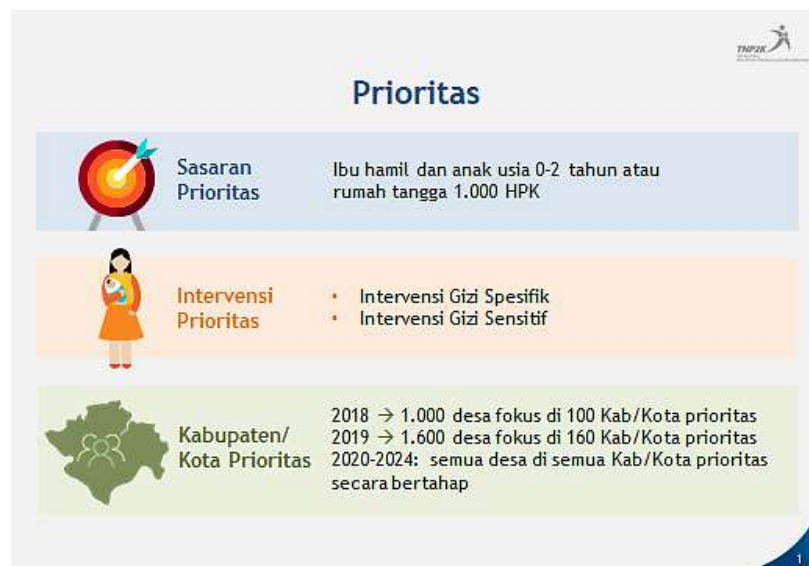 TNP2K
Prioritas
Sasaran
Prioritas
Ibu hamil dan anak usia 0-2 tahun atau
rumah tangga 1.000 HPK
Intervensi
Prioritas
• Intervensi Gizi Spesifik
• Intervensi Gizi Sensitif
Kabupaten/
Kota Prioritas
2018 → 1.000 desa fokus di 100 Kab/Kota prioritas
2019 → 1.600 desa fokus di 160 Kab/Kota prioritas
2020-2024: semua desa di semua Kab/Kota prioritas
secara bertahap
1